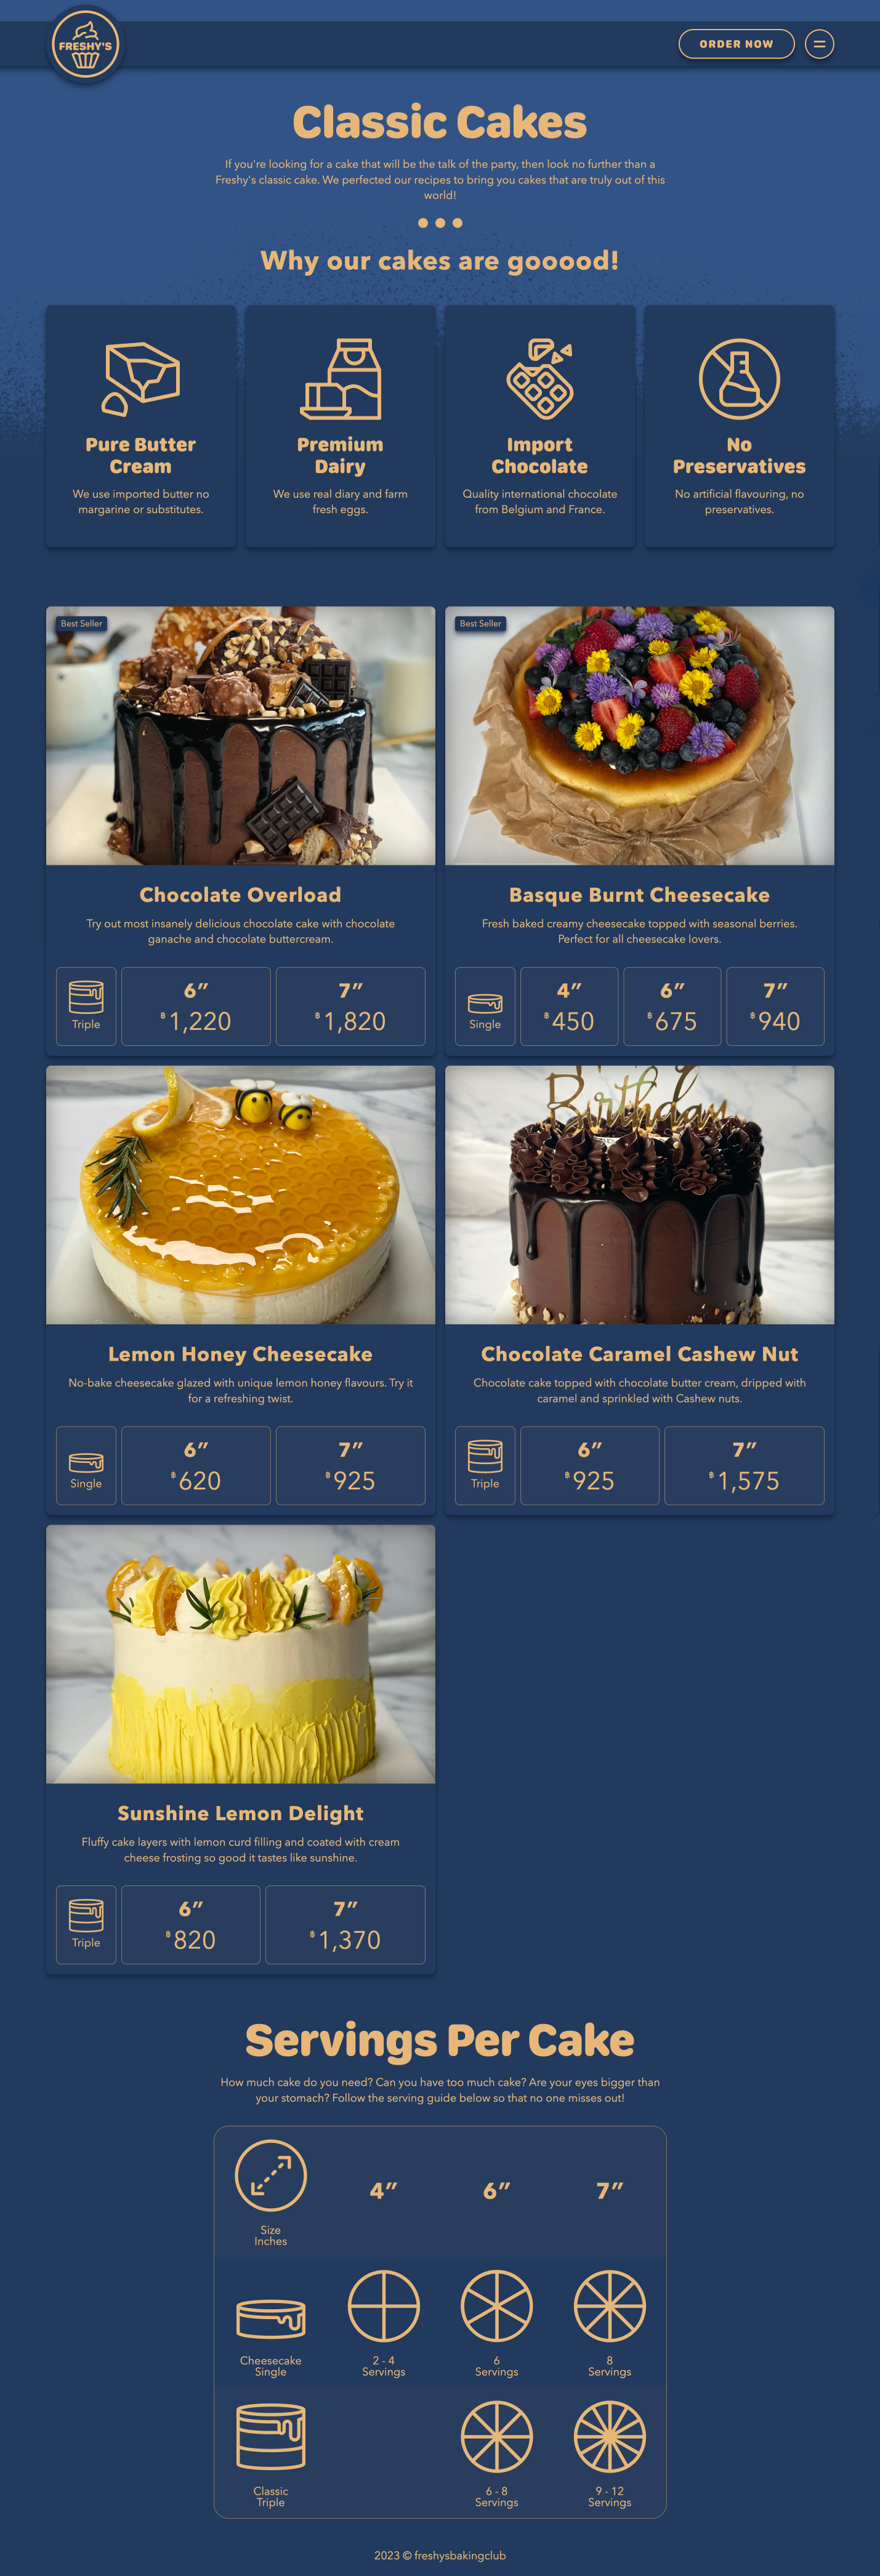 FRESHY'S
ORDER NOW
Classic Cakes
If you're looking for a cake that will be the talk of the party, then look no further than a
Freshy's classic cake. We perfected our recipes to bring you cakes that are truly out of this
world!
Why our cakes are gooood!
Pure Butter
Cream
We use imported butter no
margarine or substitutes.
Premium
Dairy
We use real diary and farm
fresh eggs.
Import
Chocolate
Quality international chocolate
from Belgium and France.
No
Preservatives
No artificial flavouring, no
preservatives.
Best Seller
Chocolate Overload
Try out most insanely delicious chocolate cake with chocolate
ganache and chocolate buttercream.
Triple
6”
฿1,220
7”
฿1,820
Best Seller
Basque Burnt Cheesecake
Fresh baked creamy cheesecake topped with seasonal berries.
Perfect for all cheesecake lovers.
Single
4”
฿450
6”
฿675
7”
฿940
Lemon Honey Cheesecake
No-bake cheesecake glazed with unique lemon honey flavours. Try it
for a refreshing twist.
Single
6”
฿620
7”
฿925
Birthday
Chocolate Caramel Cashew Nut
Chocolate cake topped with chocolate butter cream, dripped with
caramel and sprinkled with Cashew nuts.
Triple
6”
฿925
7”
฿1,575
Sunshine Lemon Delight
Fluffy cake layers with lemon curd filling and coated with cream
cheese frosting so good it tastes like sunshine.
Triple
6”
฿820
7”
฿1,370
Servings Per Cake
How much cake do you need? Can you have too much cake? Are your eyes bigger than
your stomach? Follow the serving guide below so that no one misses out!
Size
Inches
4”
6”
7”
Cheesecake
Single
2 - 4
Servings
6
Servings
8
Servings
Classic
Triple
6 - 8
Servings
9 - 12
Servings
2023 © freshysbakingclub